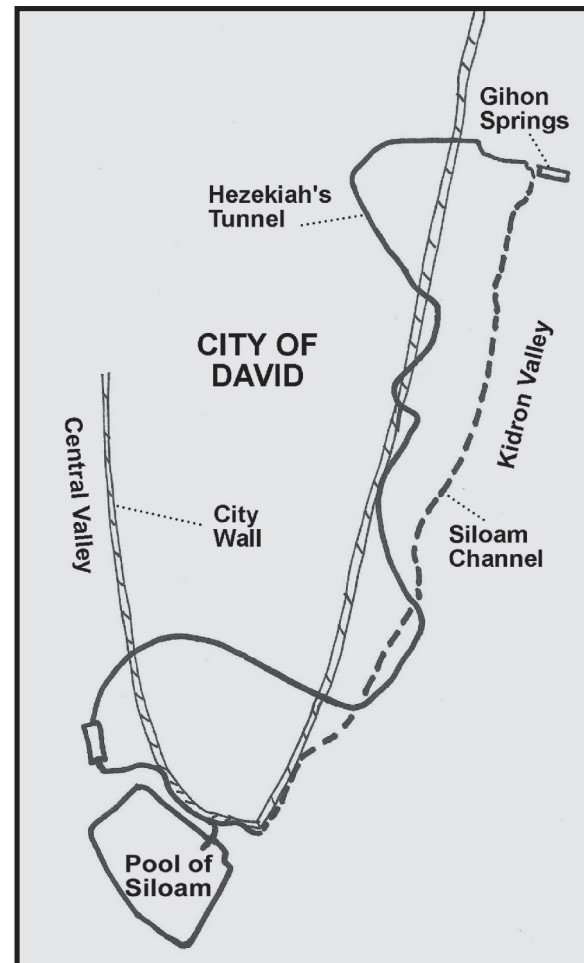 Gihon
Springs
Hezekiah's
Tunnel
CITY OF
DAVID
Kidron Valley
Central Valley
City
Wall
Siloam
Channel
Pool of
Siloam